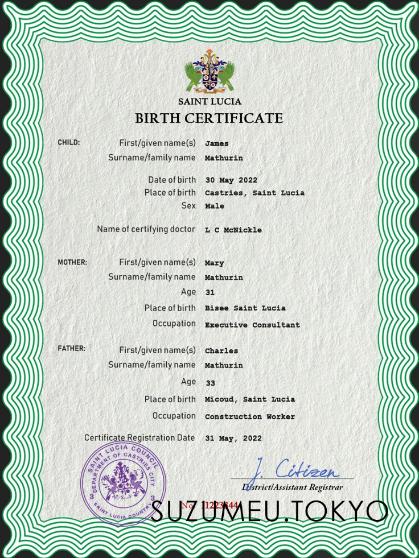 SAINT LUCIA
BIRTH CERTIFICATE
CHILD: First/given name(s) James
Surname/family name Mathurin
Date of birth 30 May 2022
Place of birth Castries, Saint Lucia
Sex Male
Name of certifying doctor L C McNickle
MOTHER: First/given name(s) Mary
Surname/family name Mathurin
Age 31
Place of birth Bisee Saint Lucia
Occupation Executive Consultant
FATHER: First/given name(s) Charles
Surname/family name Mathurin
Age 33
Place of birth Micoud, Saint Lucia
Occupation Construction Worker
Certificate Registration Date 31 May, 2022
SAINT LUCIA COUNCIL
DEPARTMENT OF CASTRIES CITY
SAINT LUCIA COUNTRY
J. Citizen
District/Assistant Registrar
SUZUMEU.TOKYO